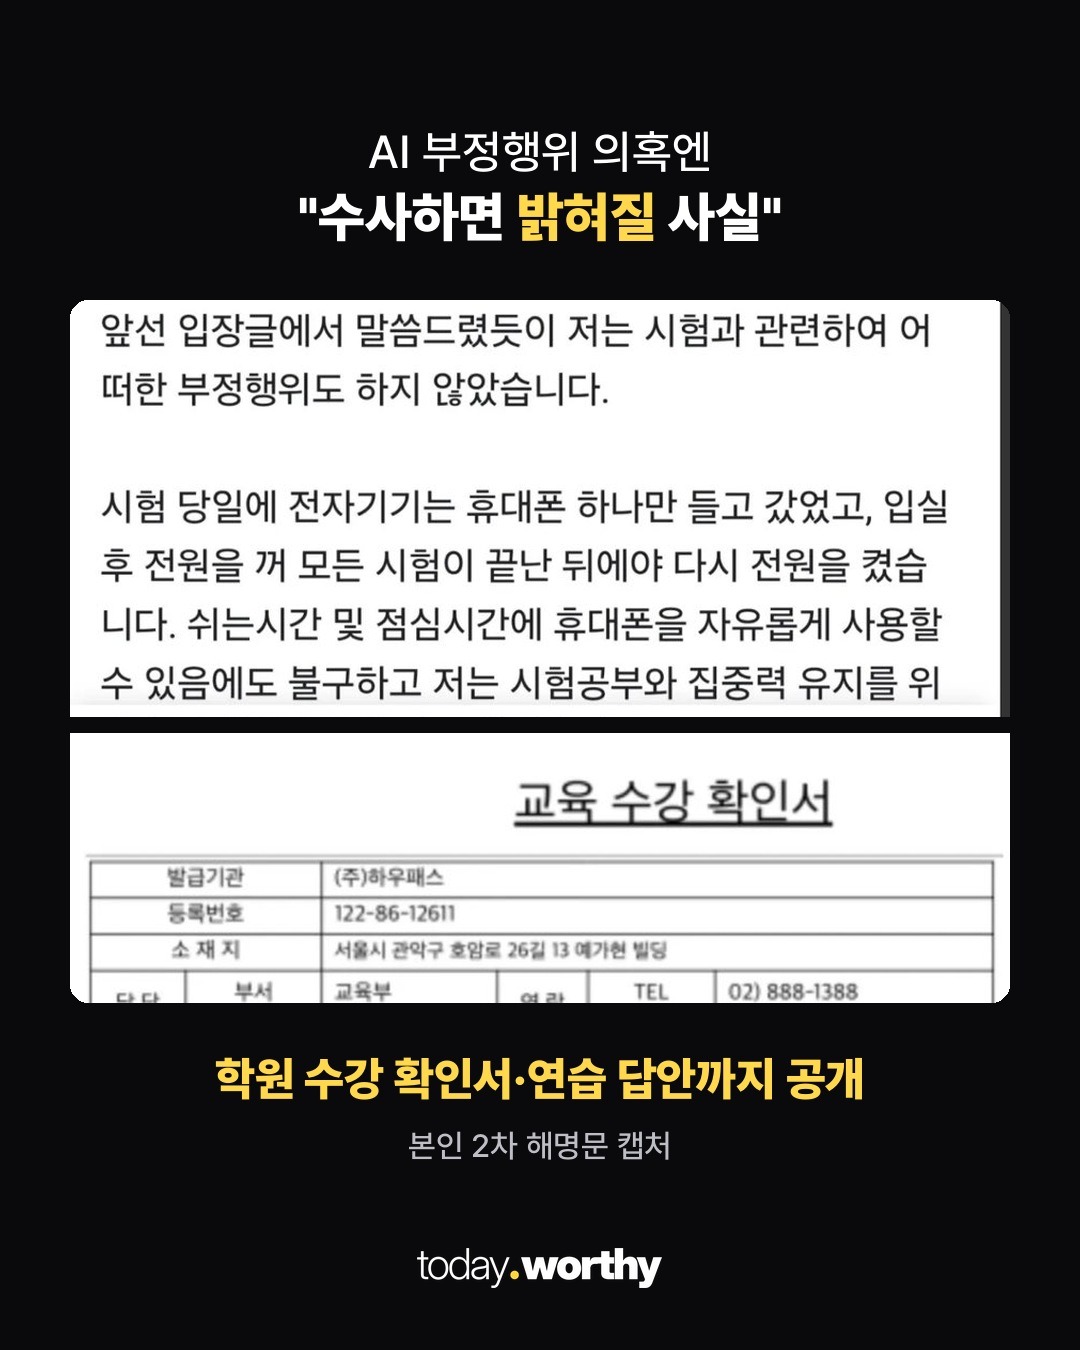 AI 부정행위 의혹엔
"수사하면 밝혀질 사실"
앞선 입장글에서 말씀드렸듯이 저는 시험과 관련하여 어
떠한 부정행위도 하지 않았습니다.
시험 당일에 전자기기는 휴대폰 하나만 들고 갔었고, 입실
후 전원을 꺼 모든 시험이 끝난 뒤에야 다시 전원을 켰습
니다. 쉬는시간 및 점심시간에 휴대폰을 자유롭게 사용할
수 있음에도 불구하고 저는 시험공부와 집중력 유지를 위
교육 수강 확인서
발급기관 (주)하우패스
등록번호 122-86-12611
소 재 지 서울시 관악구 호암로 26길 13 예가현 빌딩
담 당 부서 교육부 연 락 TEL 02) 888-1388
학원 수강 확인서·연습 답안까지 공개
본인 2차 해명문 캡처
today.worthy